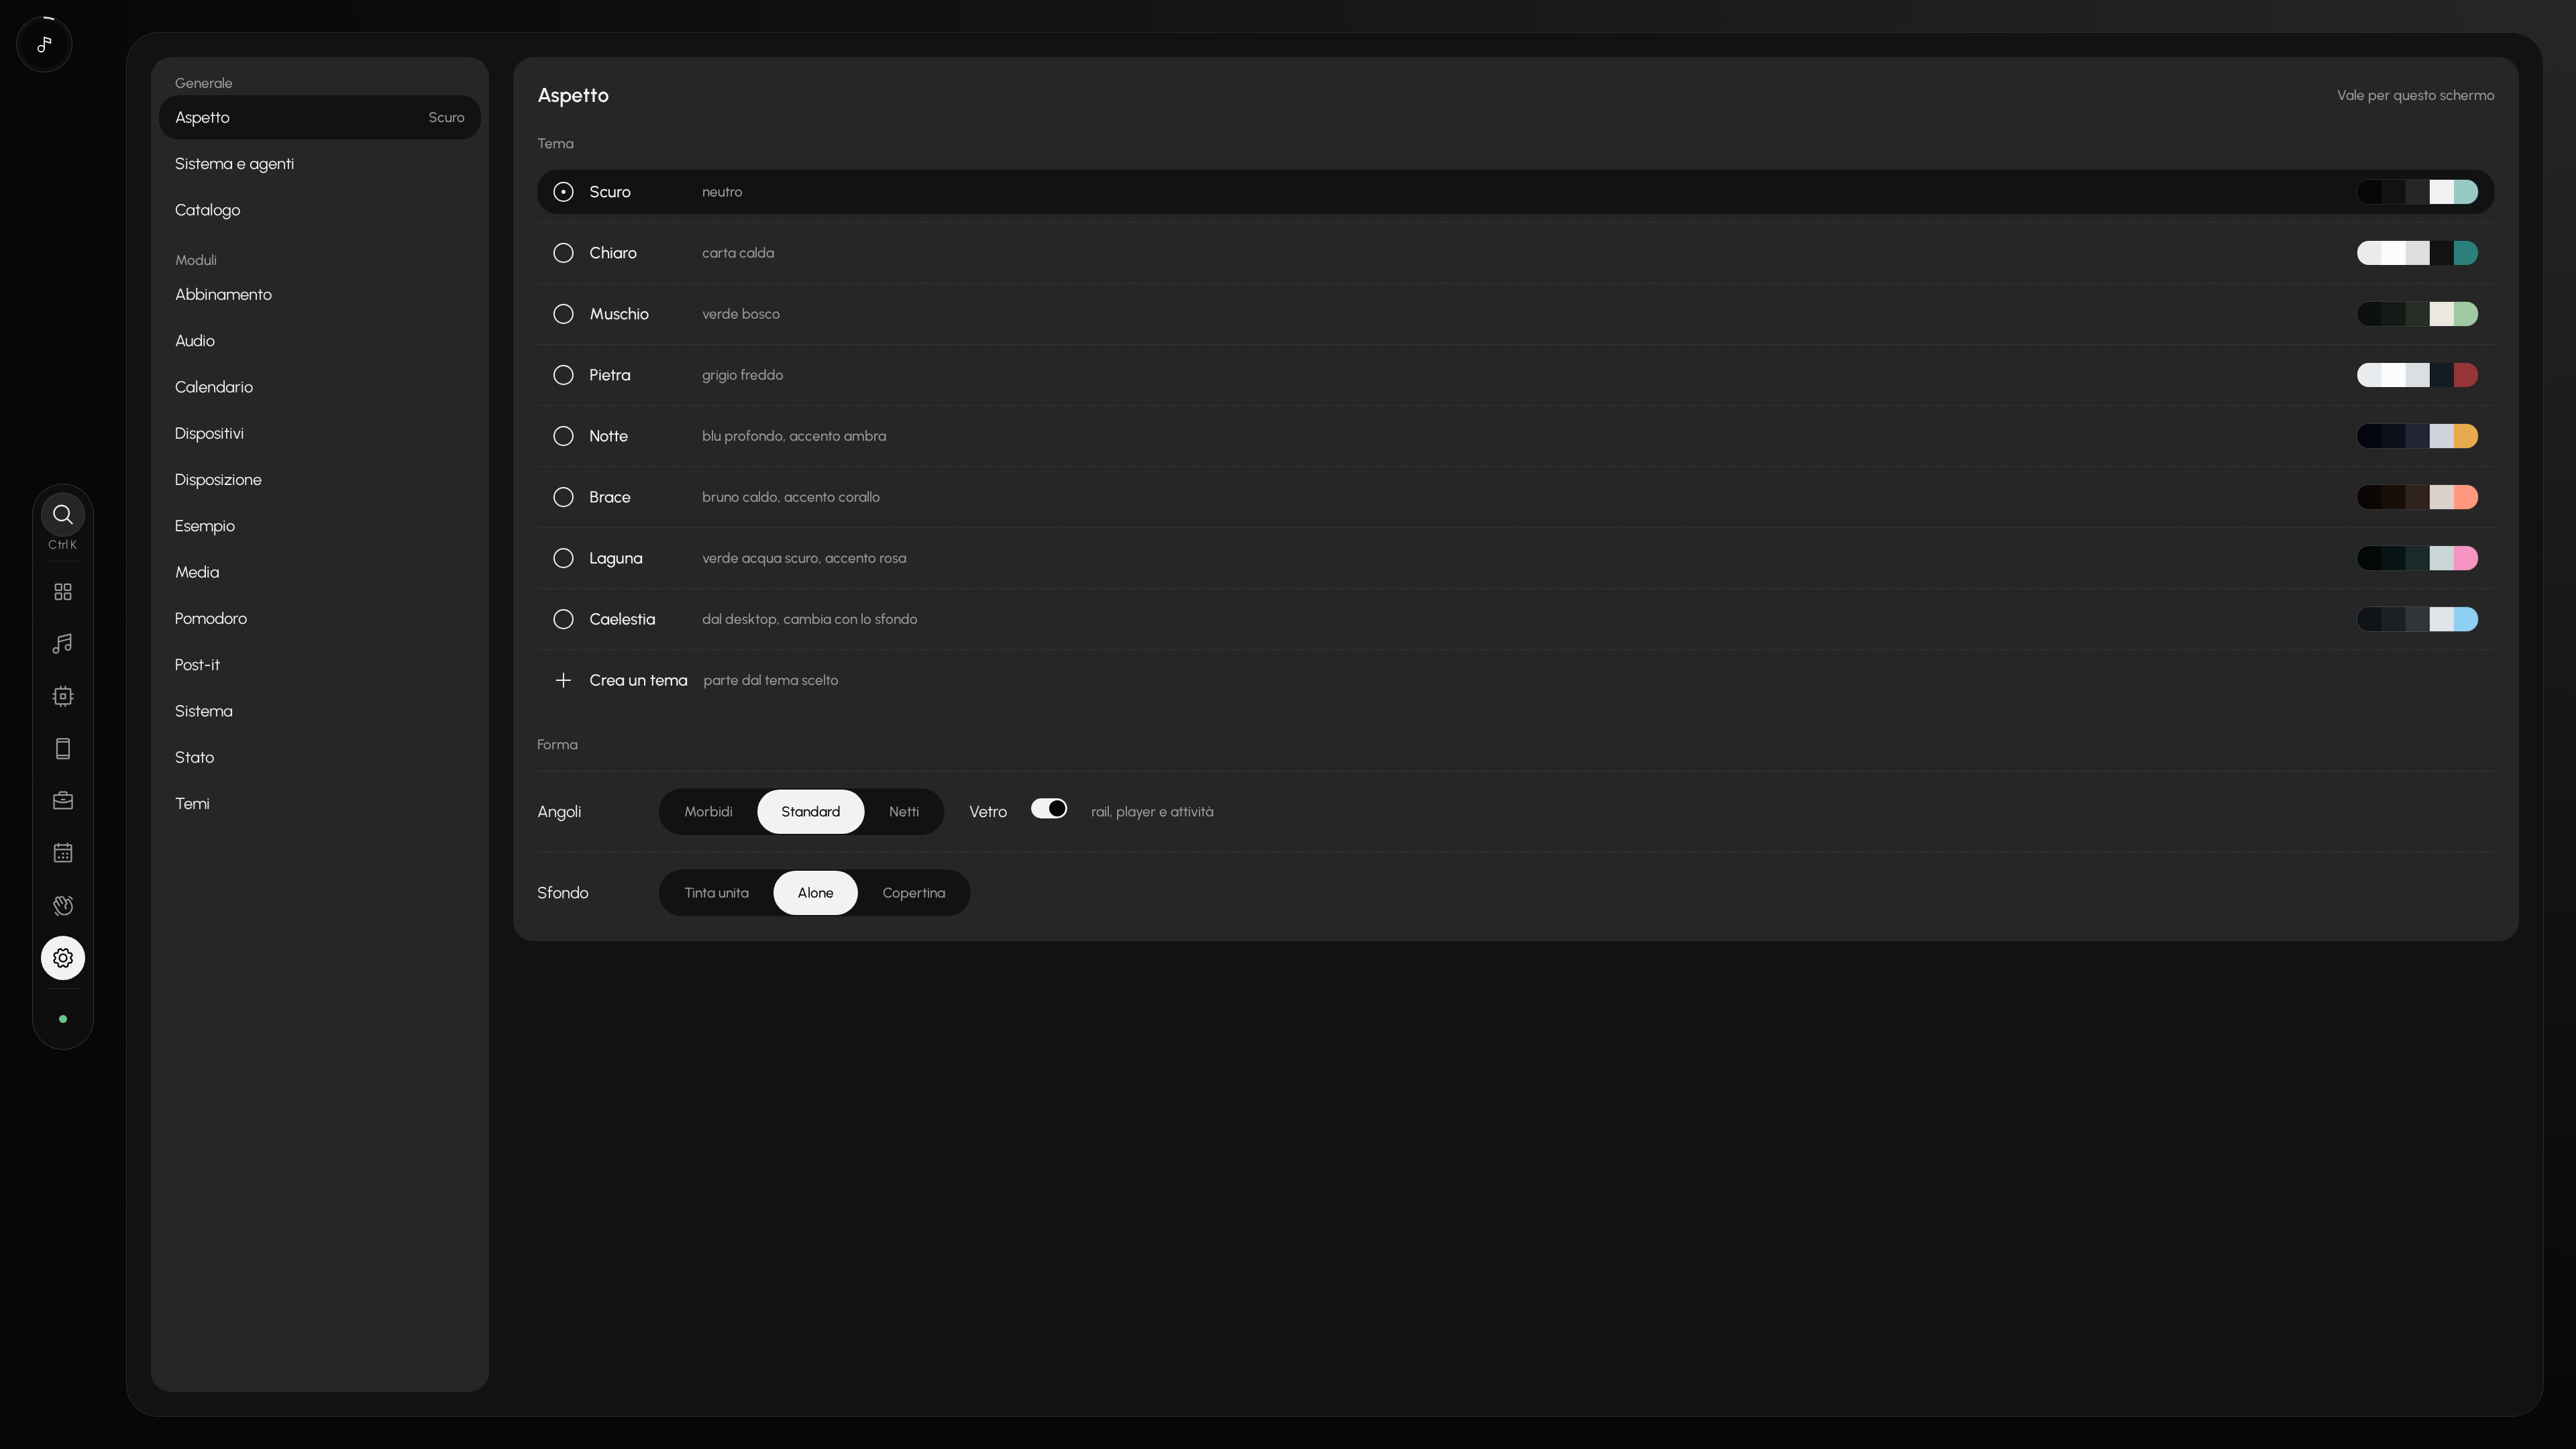 Generale
Aspetto Scuro
Sistema e agenti
Catalogo
Moduli
Abbinamento
Audio
Calendario
Dispositivi
Disposizione
Esempio
Media
Pomodoro
Post-it
Sistema
Stato
Temi
Ctrl K
Aspetto Vale per questo schermo
Tema
Scuro neutro
Chiaro carta calda
Muschio verde bosco
Pietra grigio freddo
Notte blu profondo, accento ambra
Brace bruno caldo, accento corallo
Laguna verde acqua scuro, accento rosa
Caelestia dal desktop, cambia con lo sfondo
Crea un tema parte dal tema scelto
Forma
Angoli Morbidi Standard Netti Vetro rail, player e attività
Sfondo Tinta unita Alone Copertina